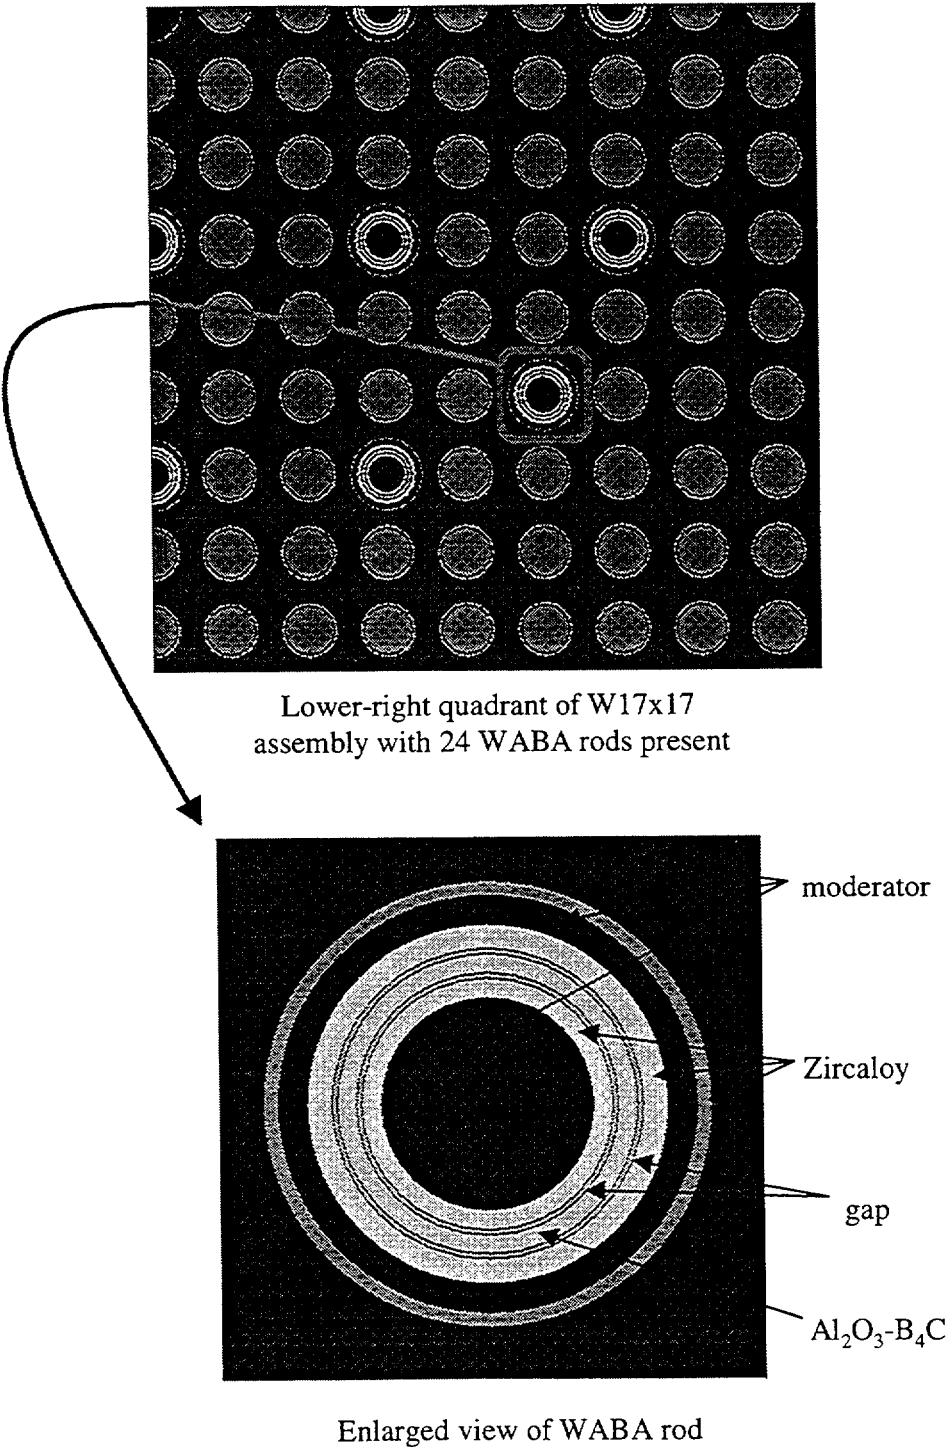 Lower-right quadrant of W17x17
assembly with 24 WABA rods present
moderator
Zircaloy
gap
Al₂O₃-B₄C
Enlarged view of WABA rod